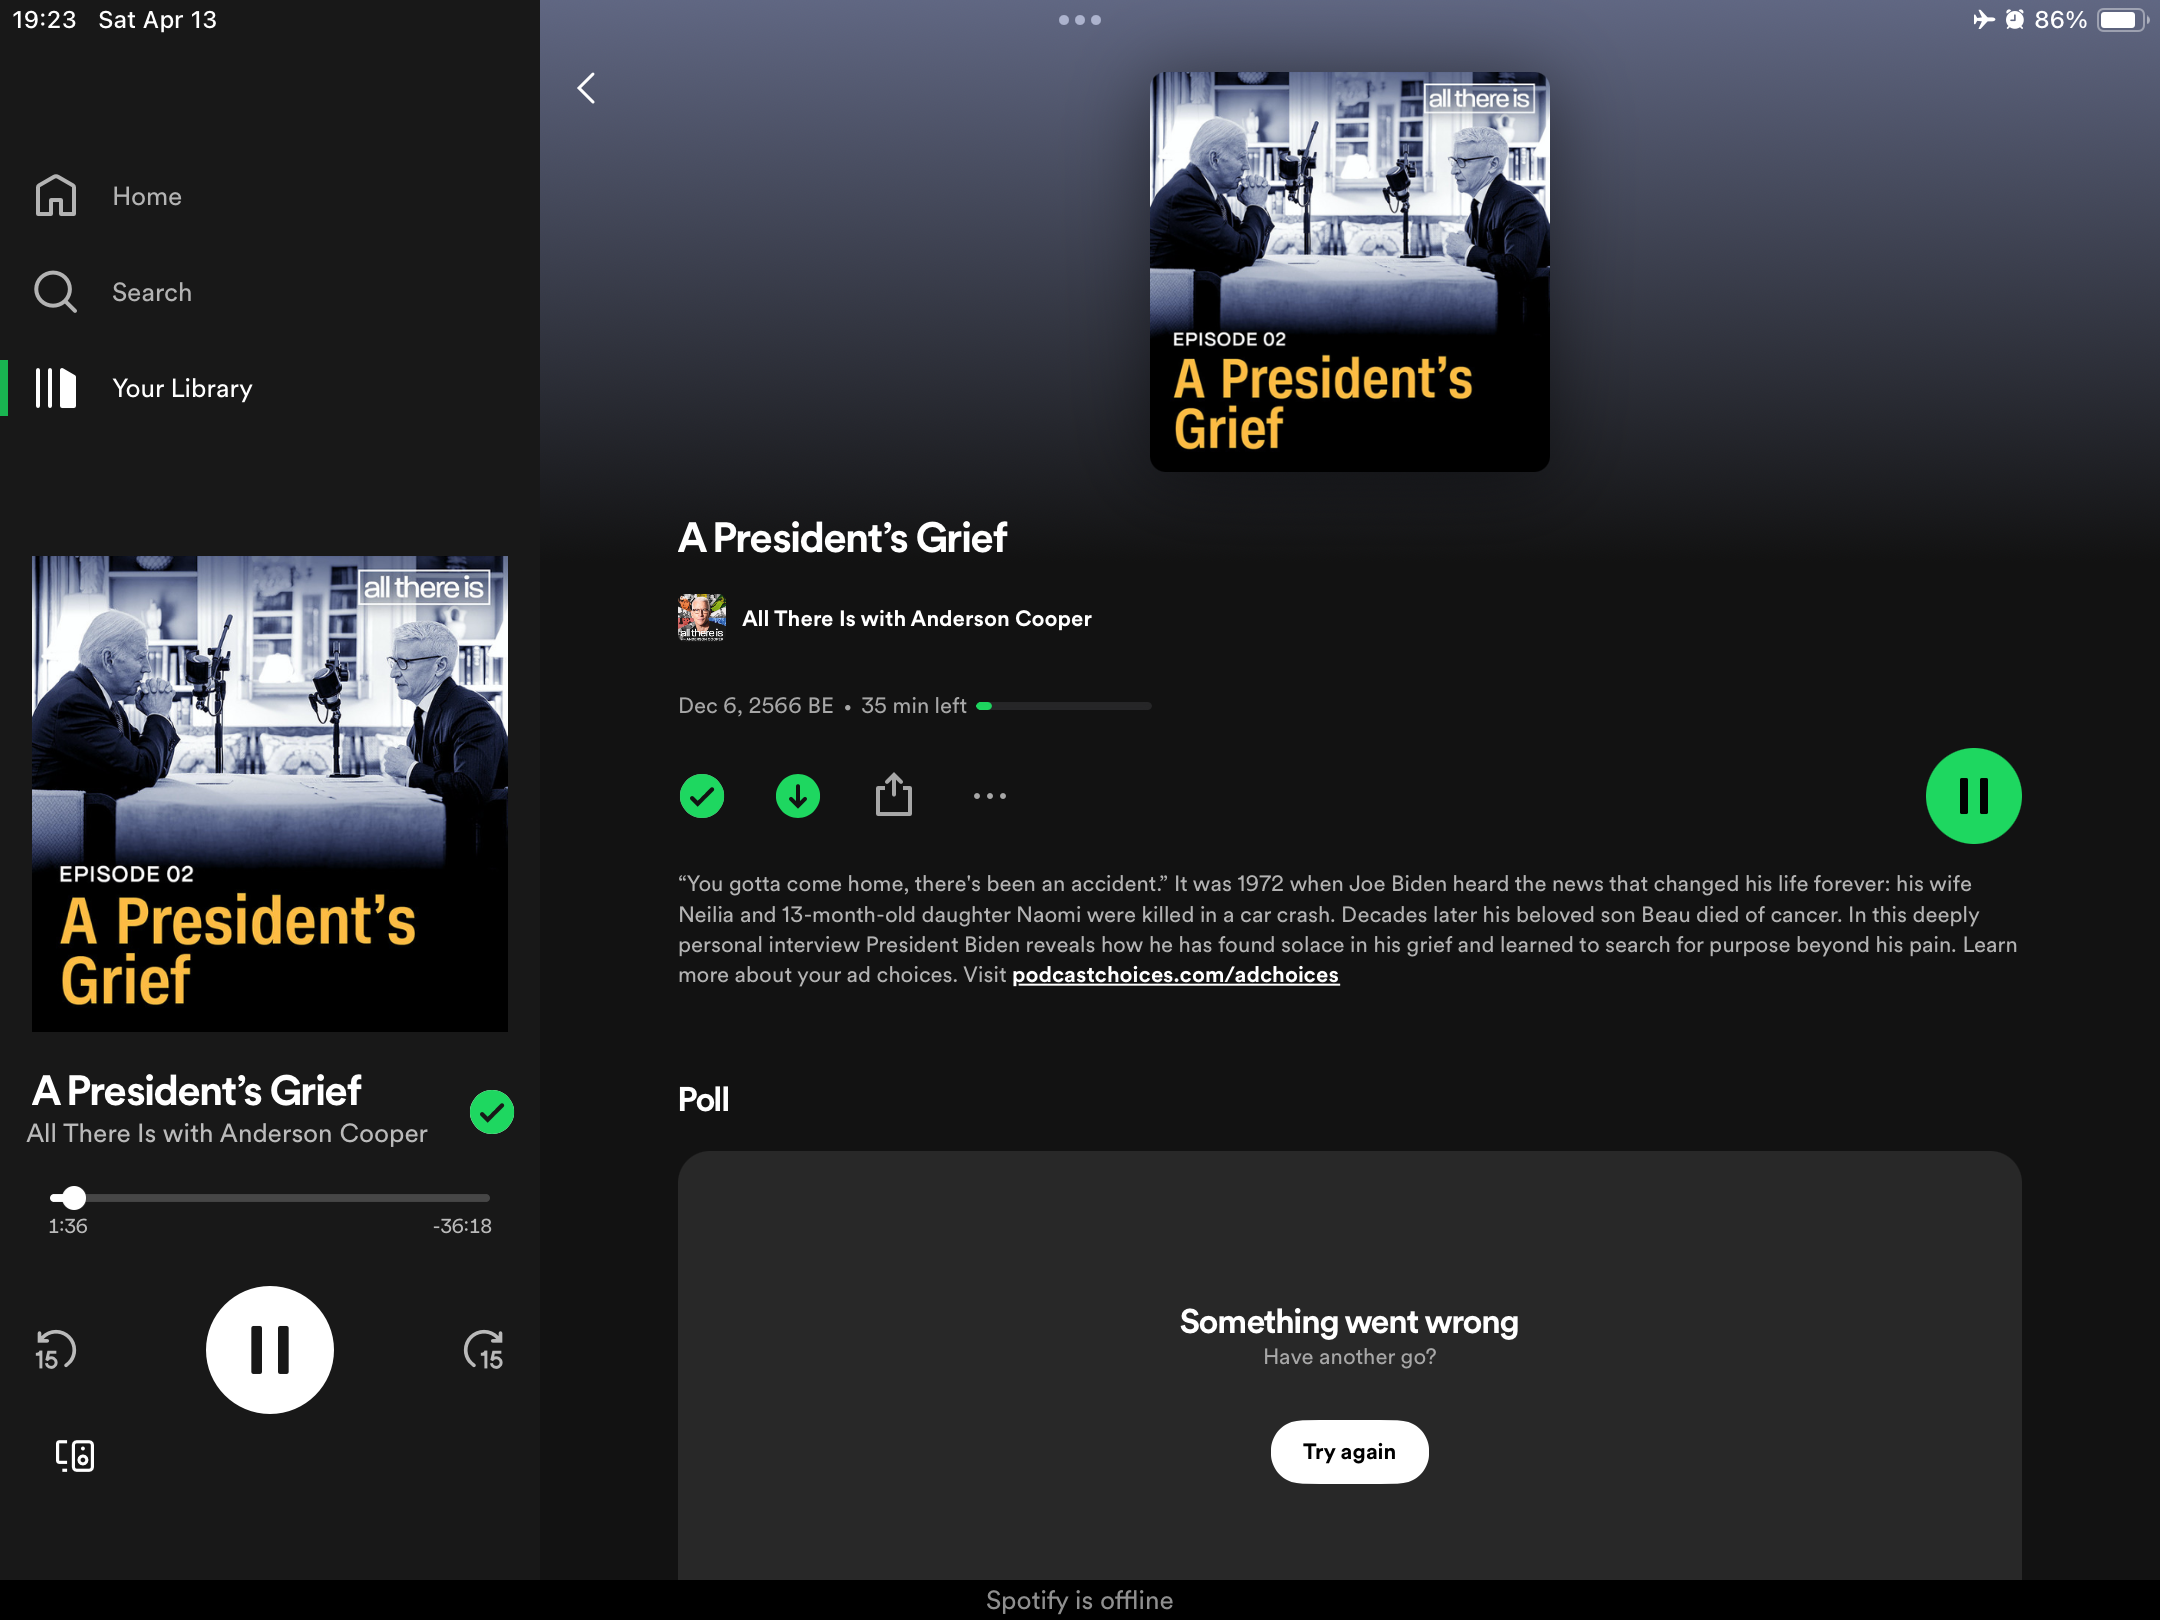 19:23 Sat Apr 13
86%
Home
Search
Your Library
all there is
EPISODE 02
A President's
Grief
A President's Grief
All There Is with Anderson Cooper
1:36
-36:18
15
15
all there is
EPISODE 02
A President's
Grief
A President's Grief
all there is
All There Is with Anderson Cooper
Dec 6, 2566 BE • 35 min left
“You gotta come home, there's been an accident.” It was 1972 when Joe Biden heard the news that changed his life forever: his wife
Neilia and 13-month-old daughter Naomi were killed in a car crash. Decades later his beloved son Beau died of cancer. In this deeply
personal interview President Biden reveals how he has found solace in his grief and learned to search for purpose beyond his pain. Learn
more about your ad choices. Visit podcastchoices.com/adchoices
Poll
Something went wrong
Have another go?
Try again
Spotify is offline